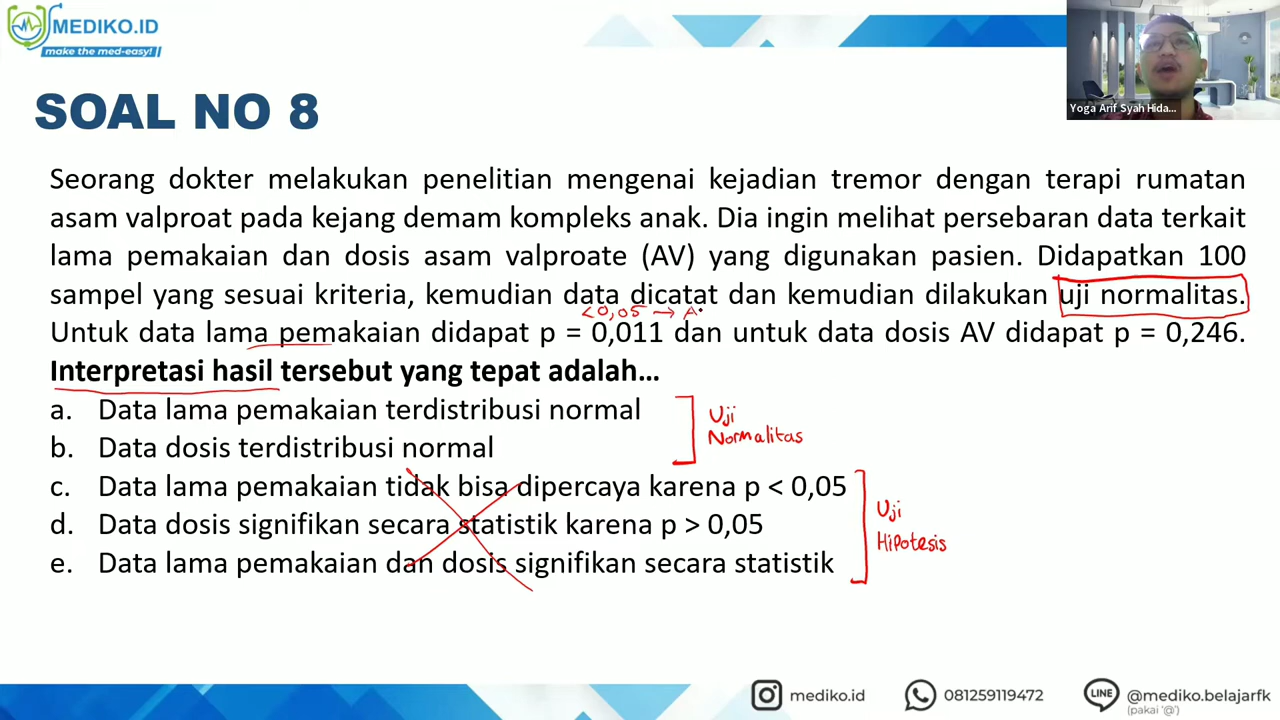 MEDIKO.ID
make the med-easy!
Yoga Arif Syah Hida...
SOAL NO 8
Seorang dokter melakukan penelitian mengenai kejadian tremor dengan terapi rumatan
asam valproat pada kejang demam kompleks anak. Dia ingin melihat persebaran data terkait
lama pemakaian dan dosis asam valproate (AV) yang digunakan pasien. Didapatkan 100
sampel yang sesuai kriteria, kemudian data dicatat dan kemudian dilakukan uji normalitas.
<0,05 → A
Untuk data lama pemakaian didapat p = 0,011 dan untuk data dosis AV didapat p = 0,246.
Interpretasi hasil tersebut yang tepat adalah...
a. Data lama pemakaian terdistribusi normal
b. Data dosis terdistribusi normal
Uji
Normalitas
c. Data lama pemakaian tidak bisa dipercaya karena p < 0,05
d. Data dosis signifikan secara statistik karena p > 0,05
e. Data lama pemakaian dan dosis signifikan secara statistik
Uji
Hipotesis
mediko.id
081259119472
LINE
@mediko.belajarfk
(pakai '@')